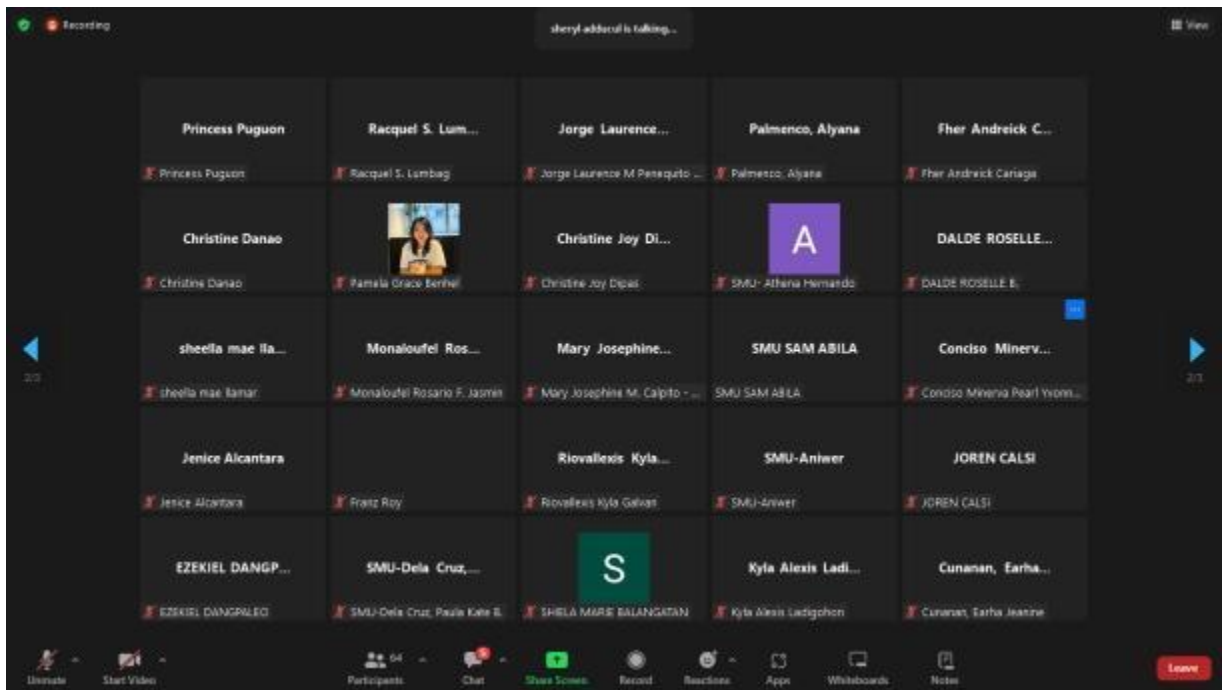 Recording
sheryl adducul is talking...
View
Princess Puguon
Racquel S. Lum...
Jorge Laurence...
Palmenco, Alyana
Fher Andreick C...
Princess Puguon
Racquel S. Lumbag
Jorge Laurence M Penequito ...
Palmenco, Alyana
Fher Andreick Cariaga
Christine Danao
Christine Joy Di...
A
DALDE ROSELLE...
Christine Danao
Pamela Grace Benhel
Christine Joy Dipas
SMU- Athena Hernando
DALDE ROSELLE B.
sheella mae lla...
Monaloufel Ros...
Mary Josephine...
SMU SAM ABILA
Conciso Minerv...
2/3
2/3
sheella mae llamar
Monaloufel Rosario F. Jasmin
Mary Josephine M. Calpito - ...
SMU SAM ABILA
Conciso Minerva Pearl Yvonn...
Jenice Alcantara
Riovallexis Kyla...
SMU-Aniwer
JOREN CALSI
Jenice Alcantara
Franz Roy
Riovallexis Kyla Galvan
SMU-Aniwer
JOREN CALSI
EZEKIEL DANGP...
SMU-Dela Cruz,...
S
Kyla Alexis Ladi...
Cunanan, Earha...
EZEKIEL DANGPALEO
SMU-Dela Cruz, Paula Kate B.
SHIELA MARIE BALANGATAN
Kyla Alexis Ladigohon
Cunanan, Earha Jeanine
64
5
Unmute
Start Video
Participants
Chat
Share Screen
Record
Reactions
Apps
Whiteboards
Notes
Leave